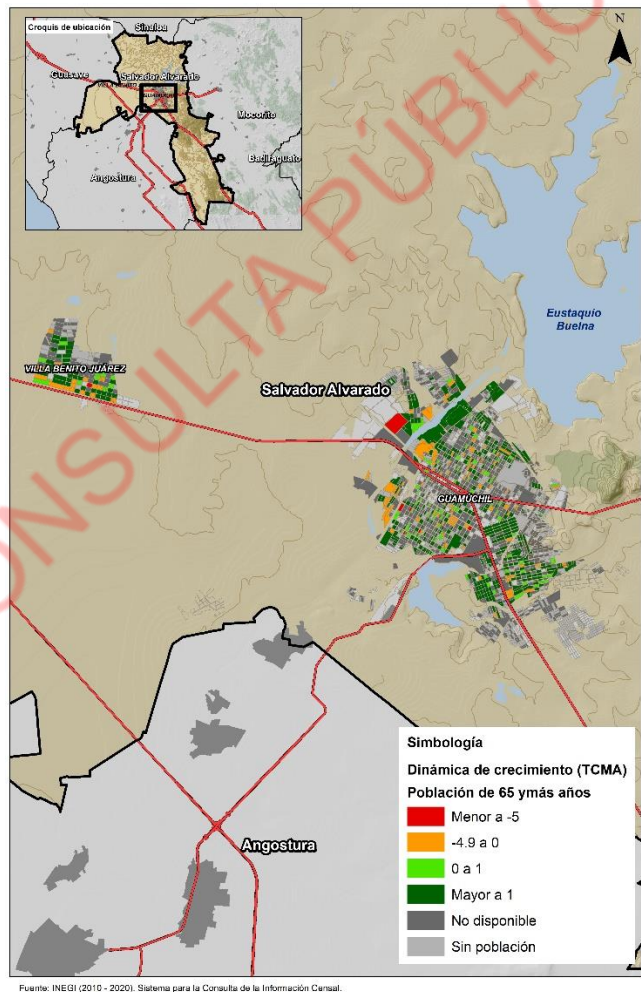 Croquis de ubicación
Sinaloa
Guasave
Salvador Alvarado
Mocorito
Badiraguato
Angostura
N
CONSULTA PÚBLIC
Eustaquio
Buelna
VILLA BENITO JUÁREZ
Salvador Alvarado
GUAMÚCHIL
Angostura
Simbología
Dinámica de crecimiento (TCMA)
Población de 65 ymás años
Menor a -5
-4.9 a 0
0 a 1
Mayor a 1
No disponible
Sin población
Fuente: INEGI (2010 - 2020). Sistema para la Consulta de la Información Censal.